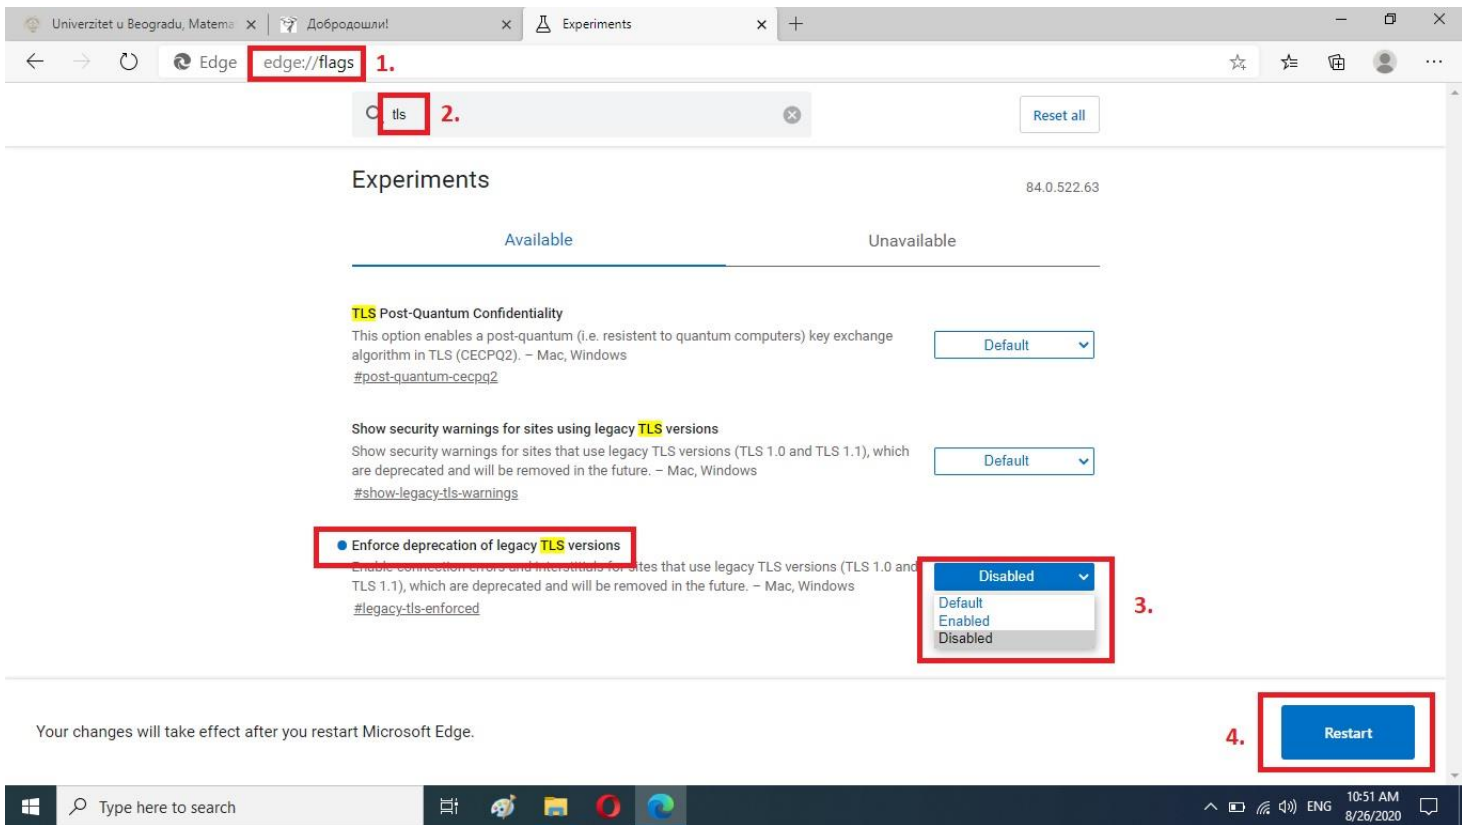 Univerzitet u Beogradu, Matema
Добродошли!
Experiments
Edge edge://flags 1.
tls 2.
Reset all
Experiments
84.0.522.63
Available
Unavailable
TLS Post-Quantum Confidentiality
This option enables a post-quantum (i.e. resistent to quantum computers) key exchange
algorithm in TLS (CECPQ2). – Mac, Windows
#post-quantum-cecpq2
Default
Show security warnings for sites using legacy TLS versions
Show security warnings for sites that use legacy TLS versions (TLS 1.0 and TLS 1.1), which
are deprecated and will be removed in the future. – Mac, Windows
#show-legacy-tls-warnings
Default
Enforce deprecation of legacy TLS versions
Enable connection errors and interstitials for sites that use legacy TLS versions (TLS 1.0 and
TLS 1.1), which are deprecated and will be removed in the future. – Mac, Windows
#legacy-tls-enforced
Disabled
Default
Enabled
Disabled
3.
Your changes will take effect after you restart Microsoft Edge.
4.
Restart
Type here to search
ENG
10:51 AM
8/26/2020